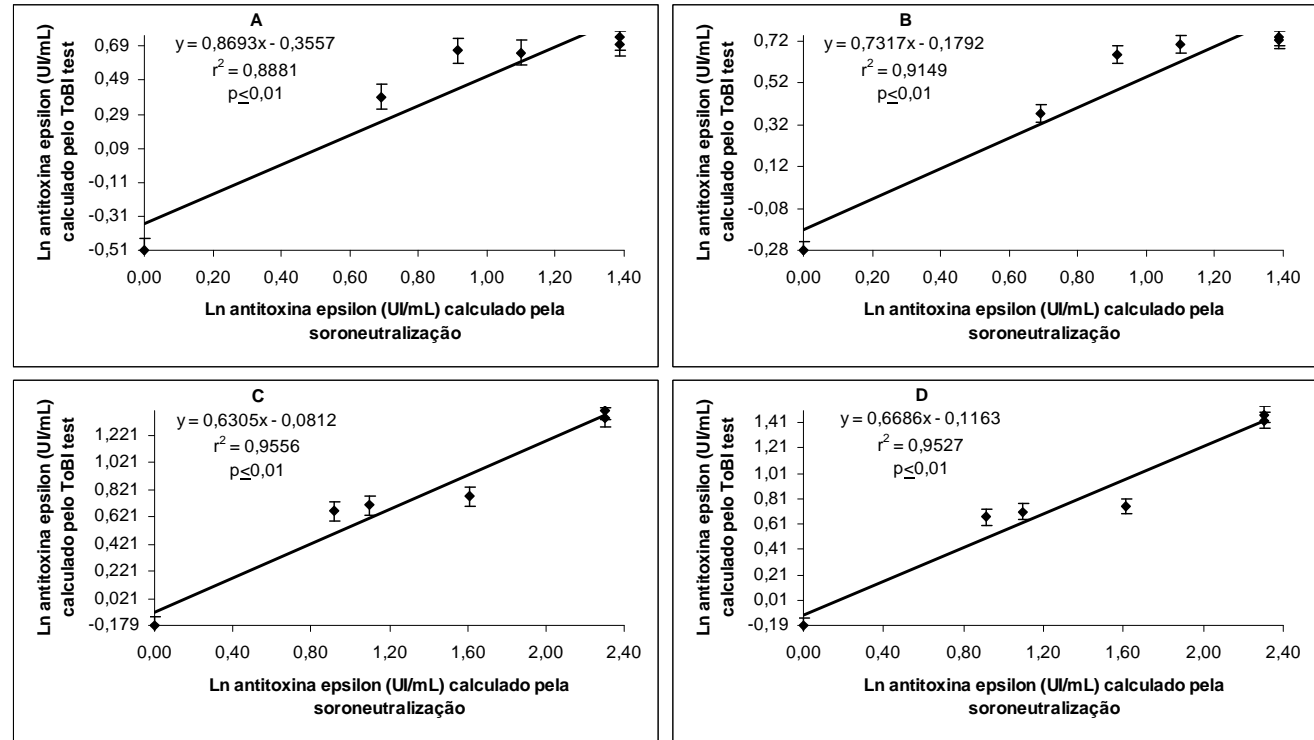 A
y = 0,8693x - 0,3557
r² = 0,8881
p≤0,01
Ln antitoxina epsilon (UI/mL)
calculado pelo ToBI test
0,69
0,49
0,29
0,09
-0,11
-0,31
-0,51
0,00 0,20 0,40 0,60 0,80 1,00 1,20 1,40
Ln antitoxina epsilon (UI/mL) calculado pela
soroneutralização
B
y = 0,7317x - 0,1792
r² = 0,9149
p≤0,01
Ln antitoxina epsilon (UI/mL)
calculado pelo ToBI test
0,72
0,52
0,32
0,12
-0,08
-0,28
0,00 0,20 0,40 0,60 0,80 1,00 1,20 1,40
Ln antitoxina epsilon (UI/mL) calculado pela
soroneutralização
C
y = 0,6305x - 0,0812
r² = 0,9556
p≤0,01
Ln antitoxina epsilon (UI/mL)
calculado pelo ToBI test
1,221
1,021
0,821
0,621
0,421
0,221
0,021
-0,179
0,00 0,40 0,80 1,20 1,60 2,00 2,40
Ln antitoxina epsilon (UI/mL) calculado pela
soroneutralização
D
y = 0,6686x - 0,1163
r² = 0,9527
p≤0,01
Ln antitoxina epsilon (UI/mL)
calculado pelo ToBI test
1,41
1,21
1,01
0,81
0,61
0,41
0,21
0,01
-0,19
0,00 0,40 0,80 1,20 1,60 2,00 2,40
Ln antitoxina epsilon (UI/mL) calculado pela
soroneutralização